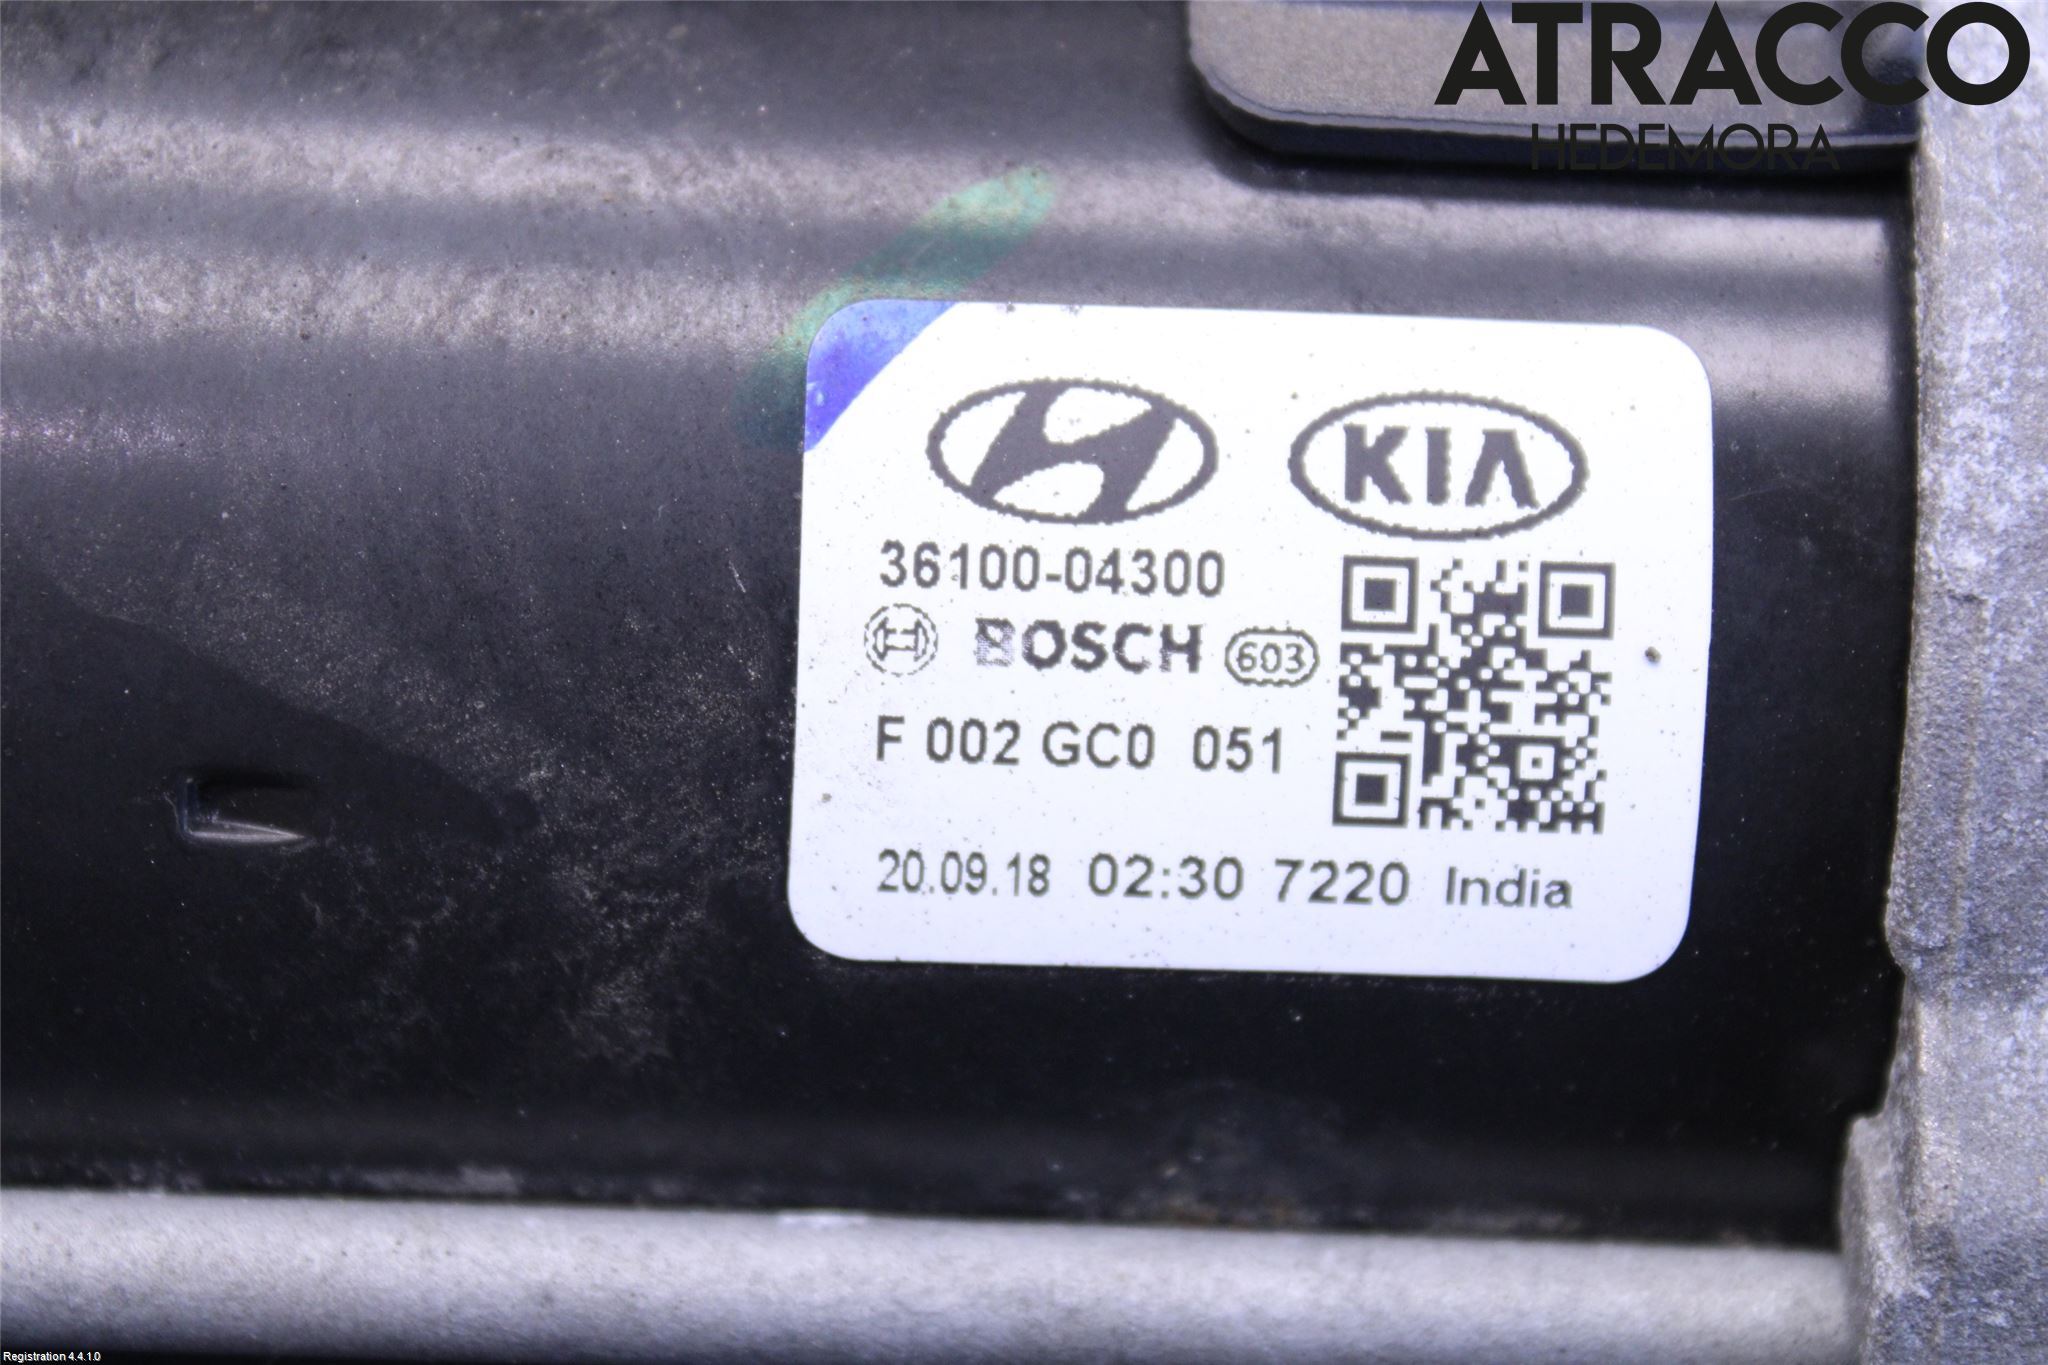 ATRACCO
HEDEMORA
KIA
36100-04300
BOSCH 603
F 002 GC0 051
20.09.18 02:30 7220 India
Registration 4.4.1.0